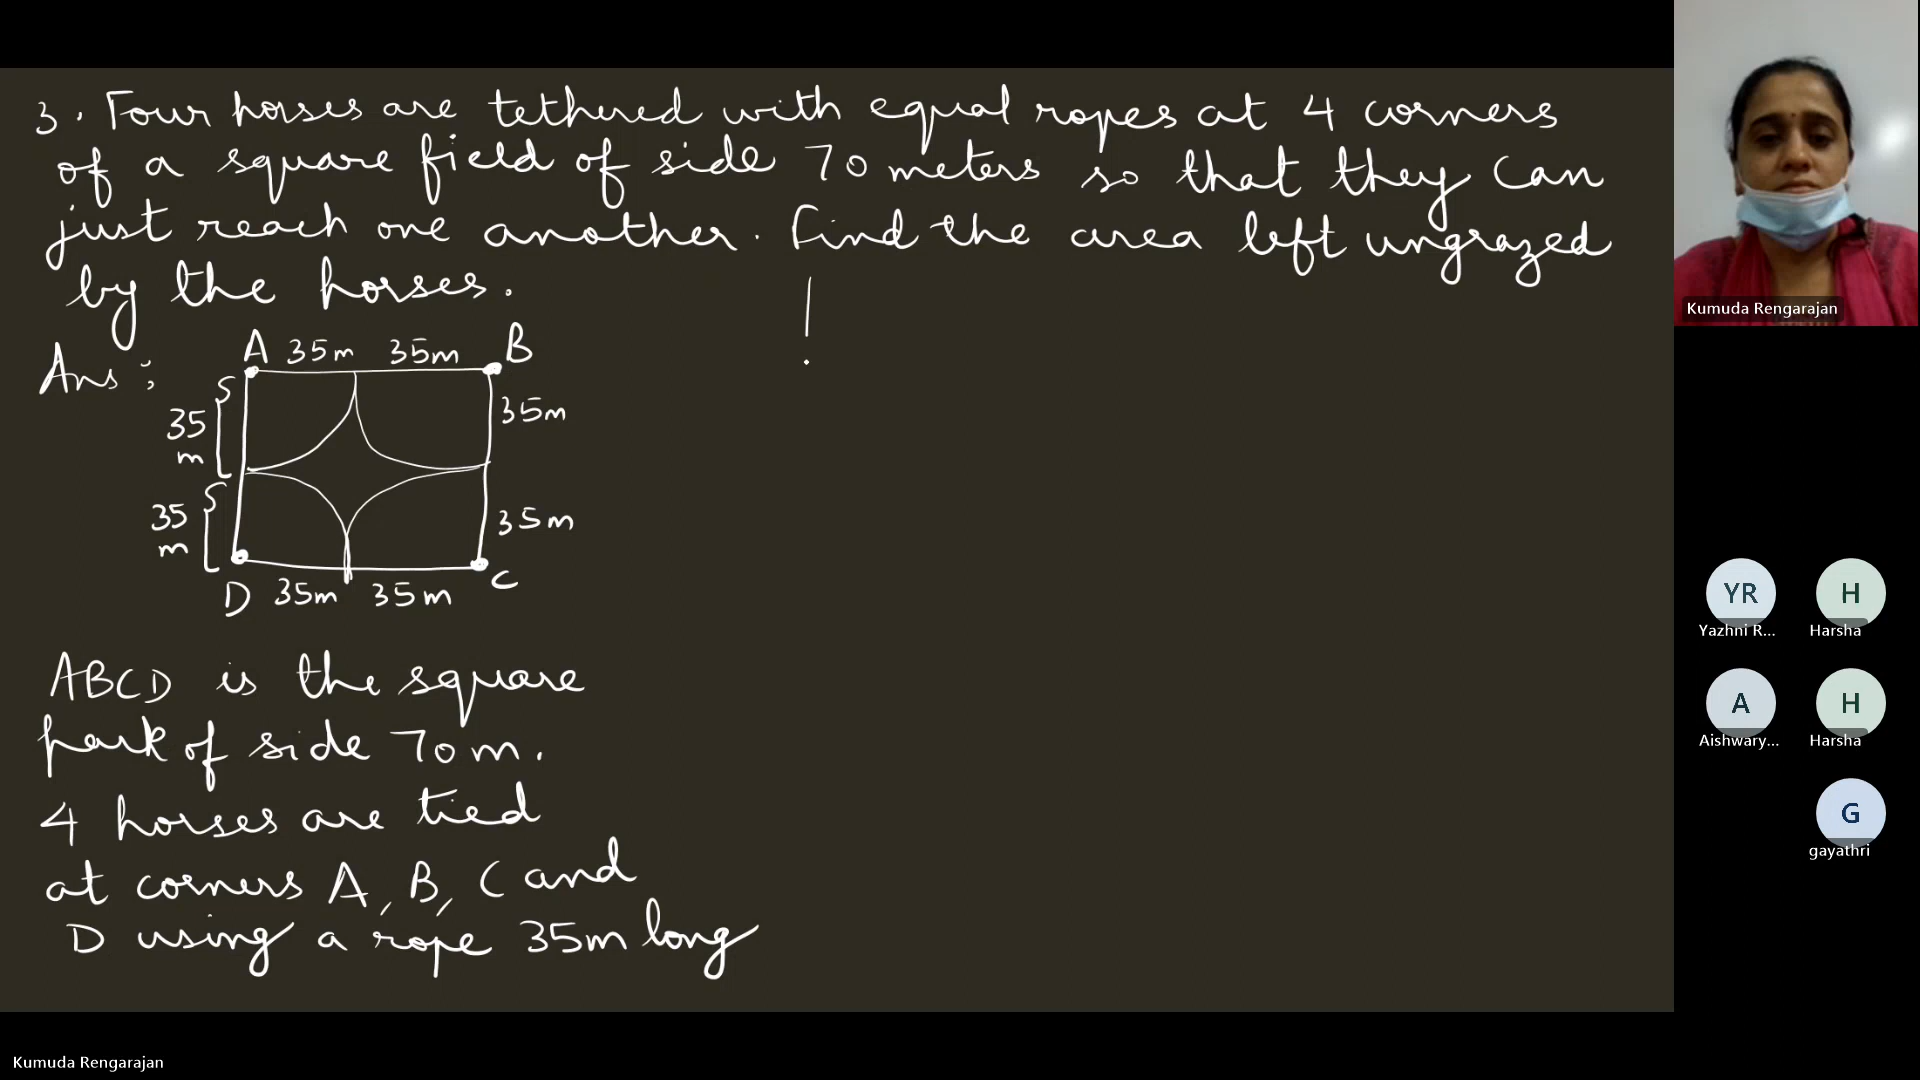 3. Four horses are tethered with equal ropes at 4 corners
of a square field of side 70 meters so that they can
just reach one another. Find the area left ungrazed
by the horses.
Ans:
A 35m 35m B
35
m
35m
35
m
35m
D 35m 35m C
ABCD is the square
park of side 70m.
4 horses are tied
at corners A, B, C and
D using a rope 35m long
Kumuda Rengarajan
YR
Yazhni R...
H
Harsha
A
Aishwary...
H
Harsha
G
gayathri
Kumuda Rengarajan